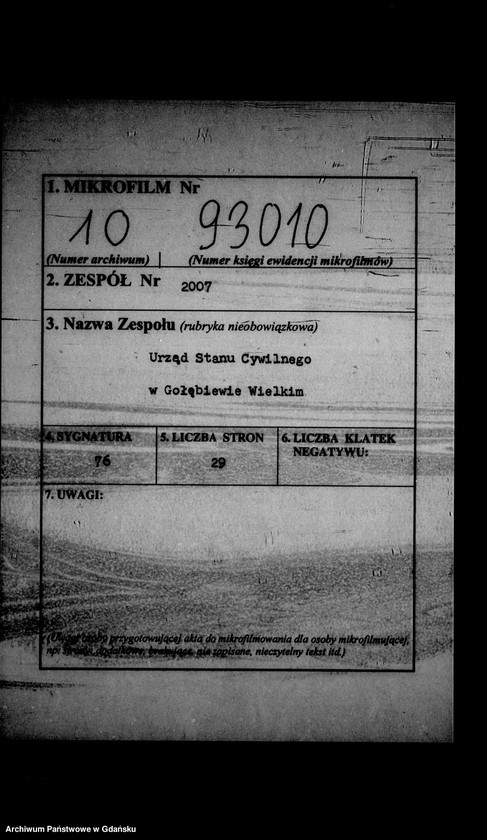 1. MIKROFILM Nr
10 93010
(Numer archiwum) (Numer księgi ewidencji mikrofilmów)
2. ZESPÓŁ Nr 2007
3. Nazwa Zespołu (rubryka nieobowiązkowa)
Urząd Stanu Cywilnego
w Gołębiewie Wielkim
4. SYGNATURA 5. LICZBA STRON 6. LICZBA KLATEK
NEGATYWU:
76 29
7. UWAGI:
(Uwagi osoby przygotowującej akta do mikrofilmowania dla osoby mikrofilmującej,
np: strony dodatkowe, brakujące, nie zapisane, nieczytelny tekst itd.)
Archiwum Państwowe w Gdańsku